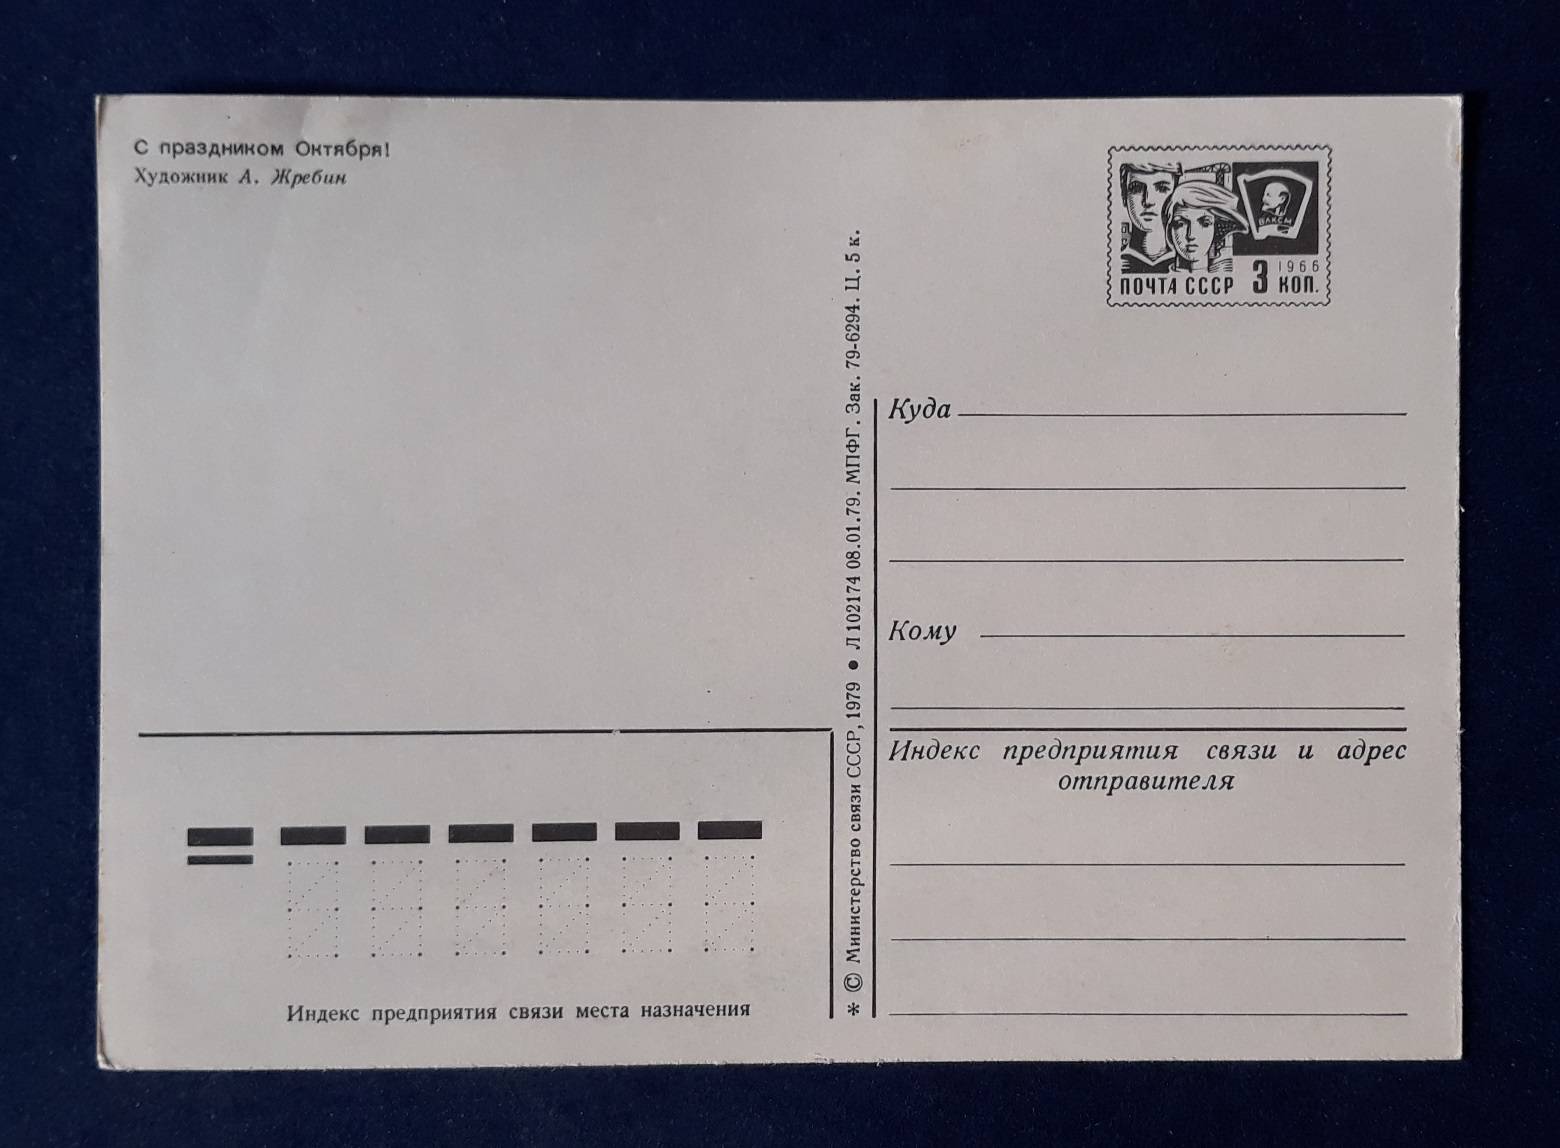 С праздником Октября!
Художник А. Жребин
ВЛКСМ
1966
ПОЧТА СССР 3 КОП.
* © Министерство связи СССР, 1979 ● Л 102174 08.01.79. МПФГ. Зак. 79-6294. Ц. 5 к.
Куда
Кому
Индекс предприятия связи и адрес
отправителя
Индекс предприятия связи места назначения